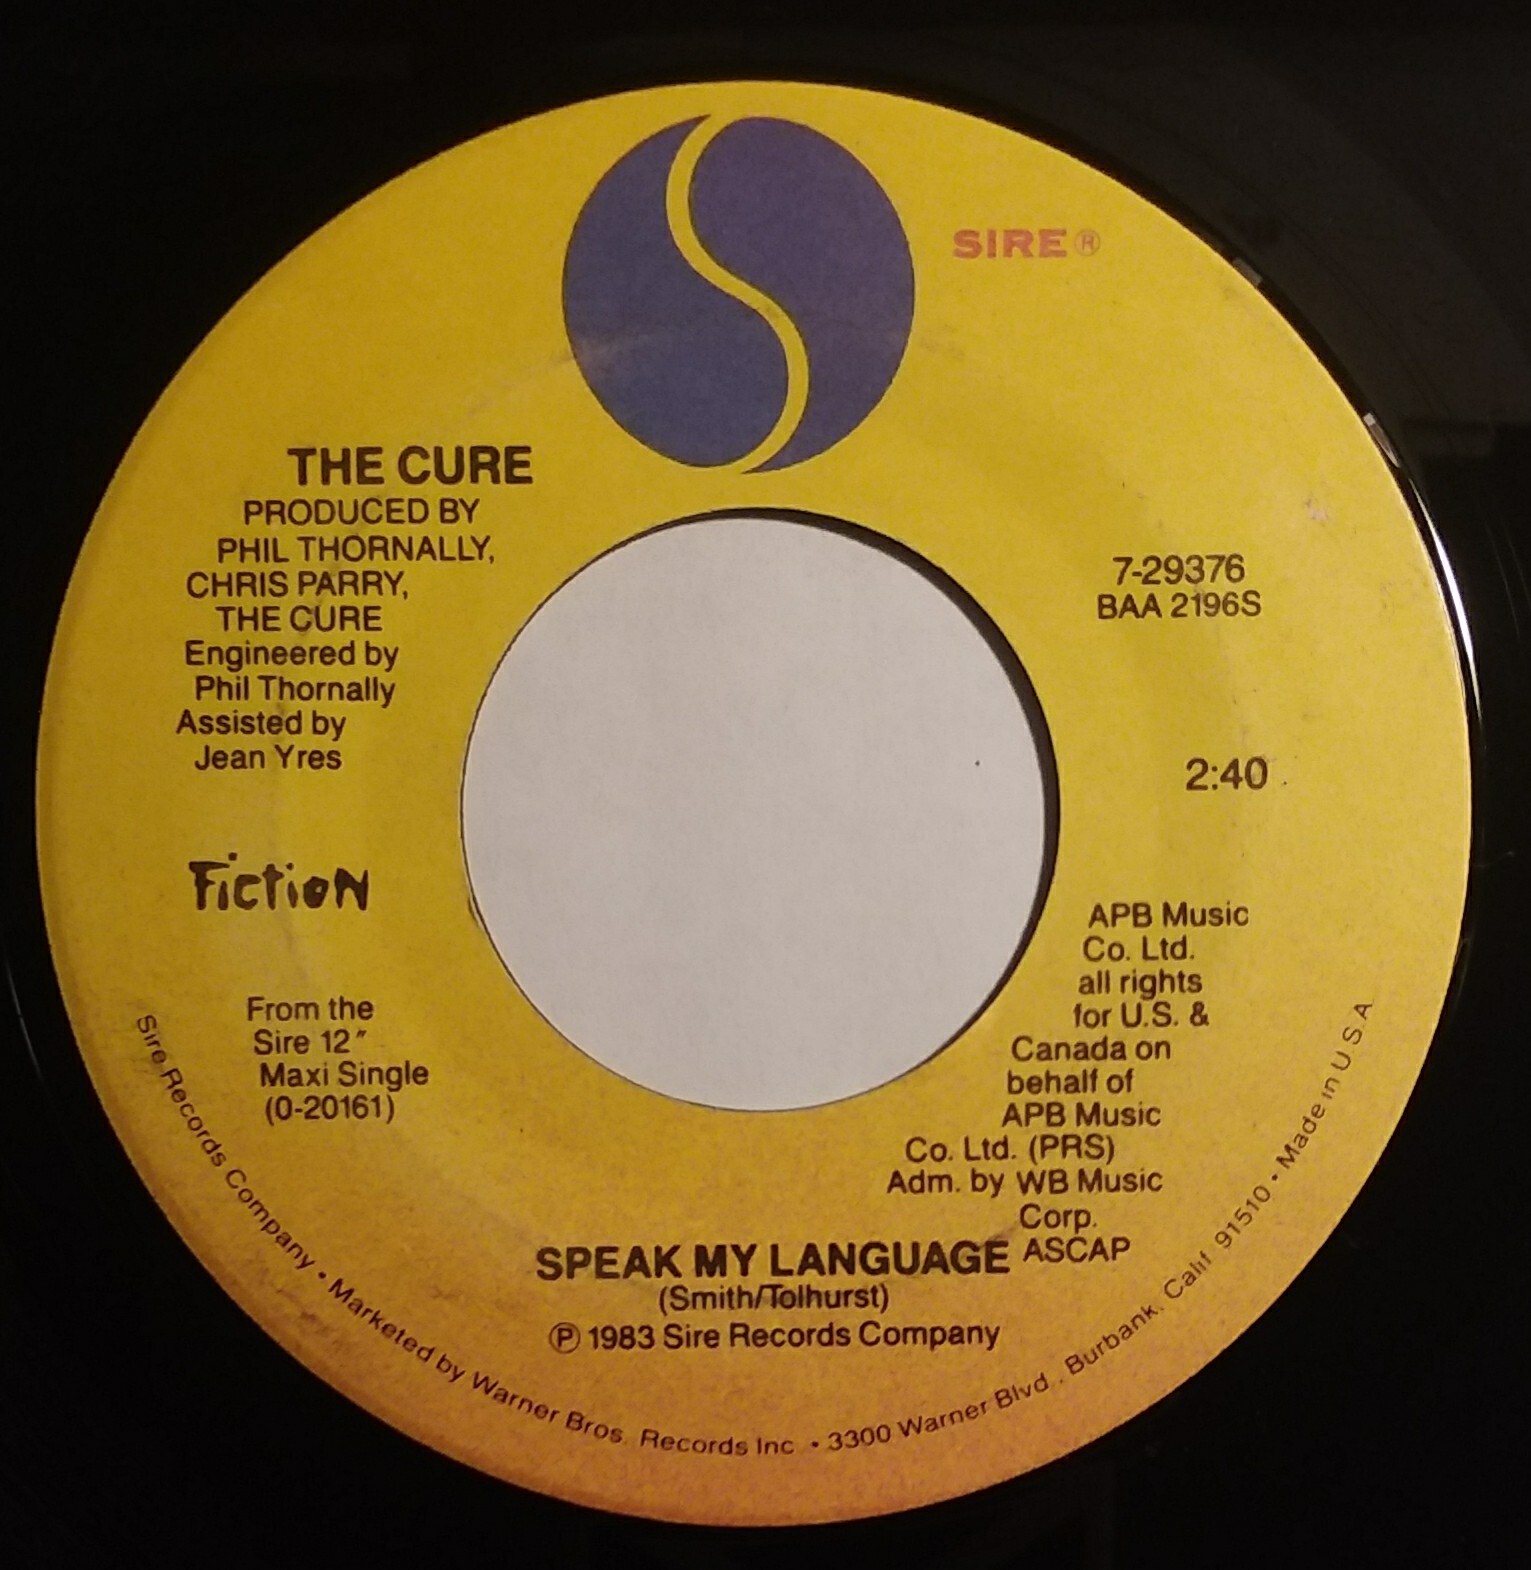 SIRE®
THE CURE
PRODUCED BY
PHIL THORNALLY,
CHRIS PARRY,
THE CURE
Engineered by
Phil Thornally
Assisted by
Jean Yres
Fiction
From the
Sire 12"
Maxi Single
(0-20161)
7-29376
BAA 2196S
2:40
APB Music
Co. Ltd.
all rights
for U.S. &
Canada on
behalf of
APB Music
Co. Ltd. (PRS)
Adm. by WB Music
Corp.
ASCAP
SPEAK MY LANGUAGE
(Smith/Tolhurst)
℗ 1983 Sire Records Company
Sire Records Company • Marketed by Warner Bros. Records Inc • 3300 Warner Blvd., Burbank, Calif 91510 • Made in U S.A